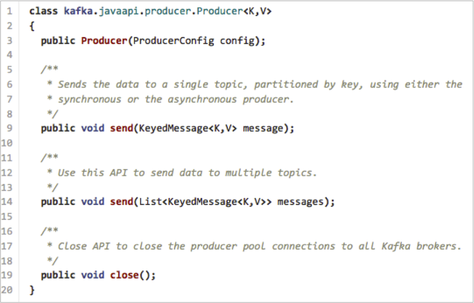 1 class kafka.javaapi.producer.Producer<K,V>
2 {
3 public Producer(ProducerConfig config);
4
5 /**
6 * Sends the data to a single topic, partitioned by key, using either the
7 * synchronous or the asynchronous producer.
8 */
9 public void send(KeyedMessage<K,V> message);
10
11 /**
12 * Use this API to send data to multiple topics.
13 */
14 public void send(List<KeyedMessage<K,V>> messages);
15
16 /**
17 * Close API to close the producer pool connections to all Kafka brokers.
18 */
19 public void close();
20 }